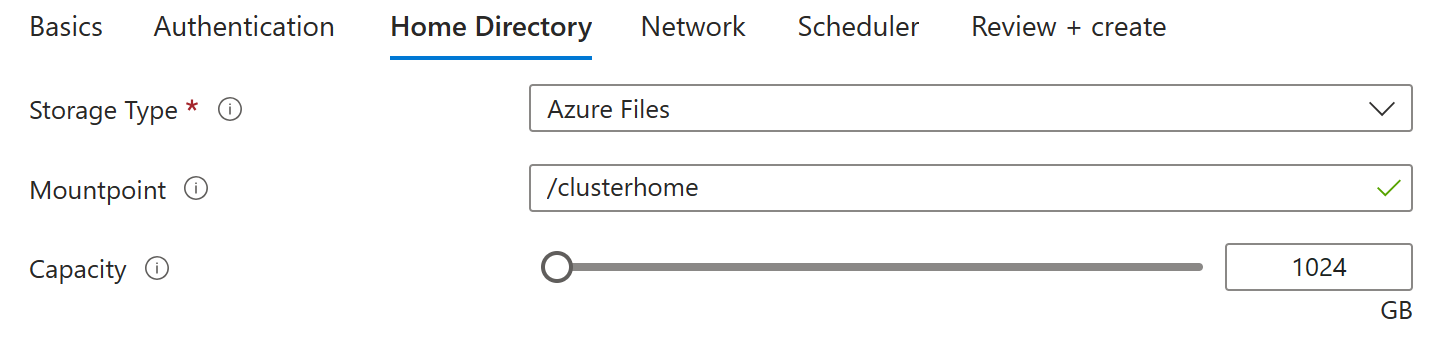 Basics Authentication Home Directory Network Scheduler Review + create
Storage Type * Azure Files
Mountpoint /clusterhome
Capacity 1024
GB